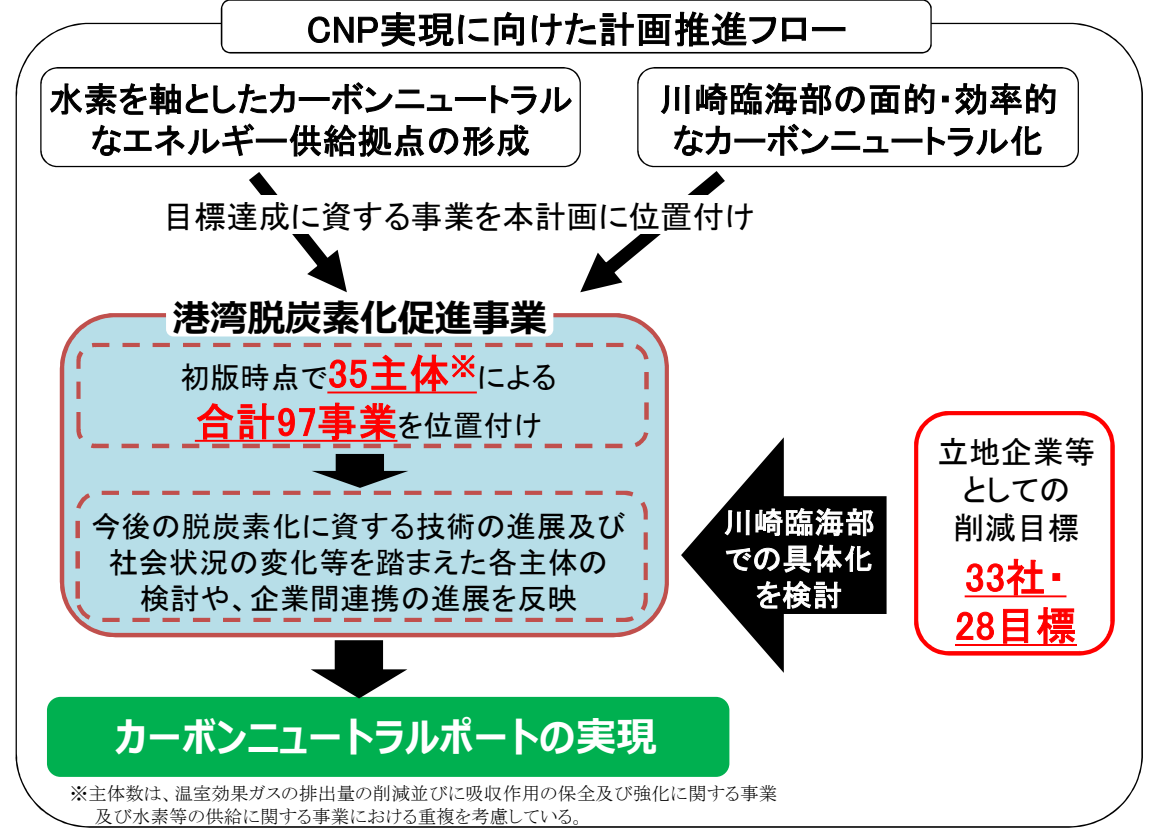 CNP実現に向けた計画推進フロー
水素を軸としたカーボンニュートラル
なエネルギー供給拠点の形成
川崎臨海部の面的・効率的
なカーボンニュートラル化
目標達成に資する事業を本計画に位置付け
港湾脱炭素化促進事業
初版時点で35主体※による
合計97事業を位置付け
今後の脱炭素化に資する技術の進展及び
社会状況の変化等を踏まえた各主体の
検討や、企業間連携の進展を反映
川崎臨海部
での具体化
を検討
立地企業等
としての
削減目標
33社・
28目標
カーボンニュートラルポートの実現
※主体数は、温室効果ガスの排出量の削減並びに吸収作用の保全及び強化に関する事業
及び水素等の供給に関する事業における重複を考慮している。